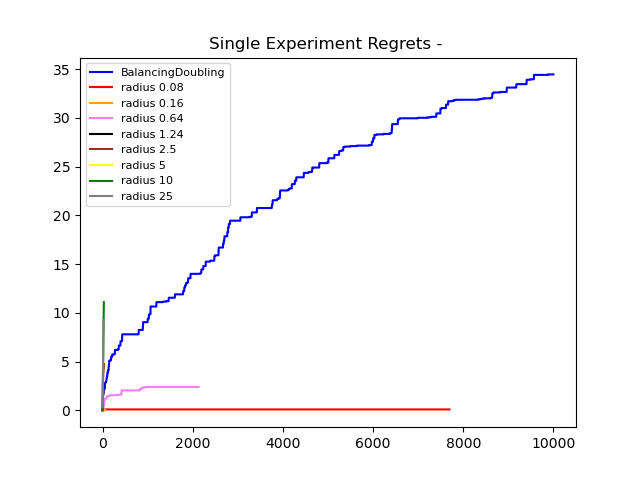 Single Experiment Regrets -
35
30
25
20
15
10
5
0
BalancingDoubling
radius 0.08
radius 0.16
radius 0.64
radius 1.24
radius 2.5
radius 5
radius 10
radius 25
0 2000 4000 6000 8000 10000